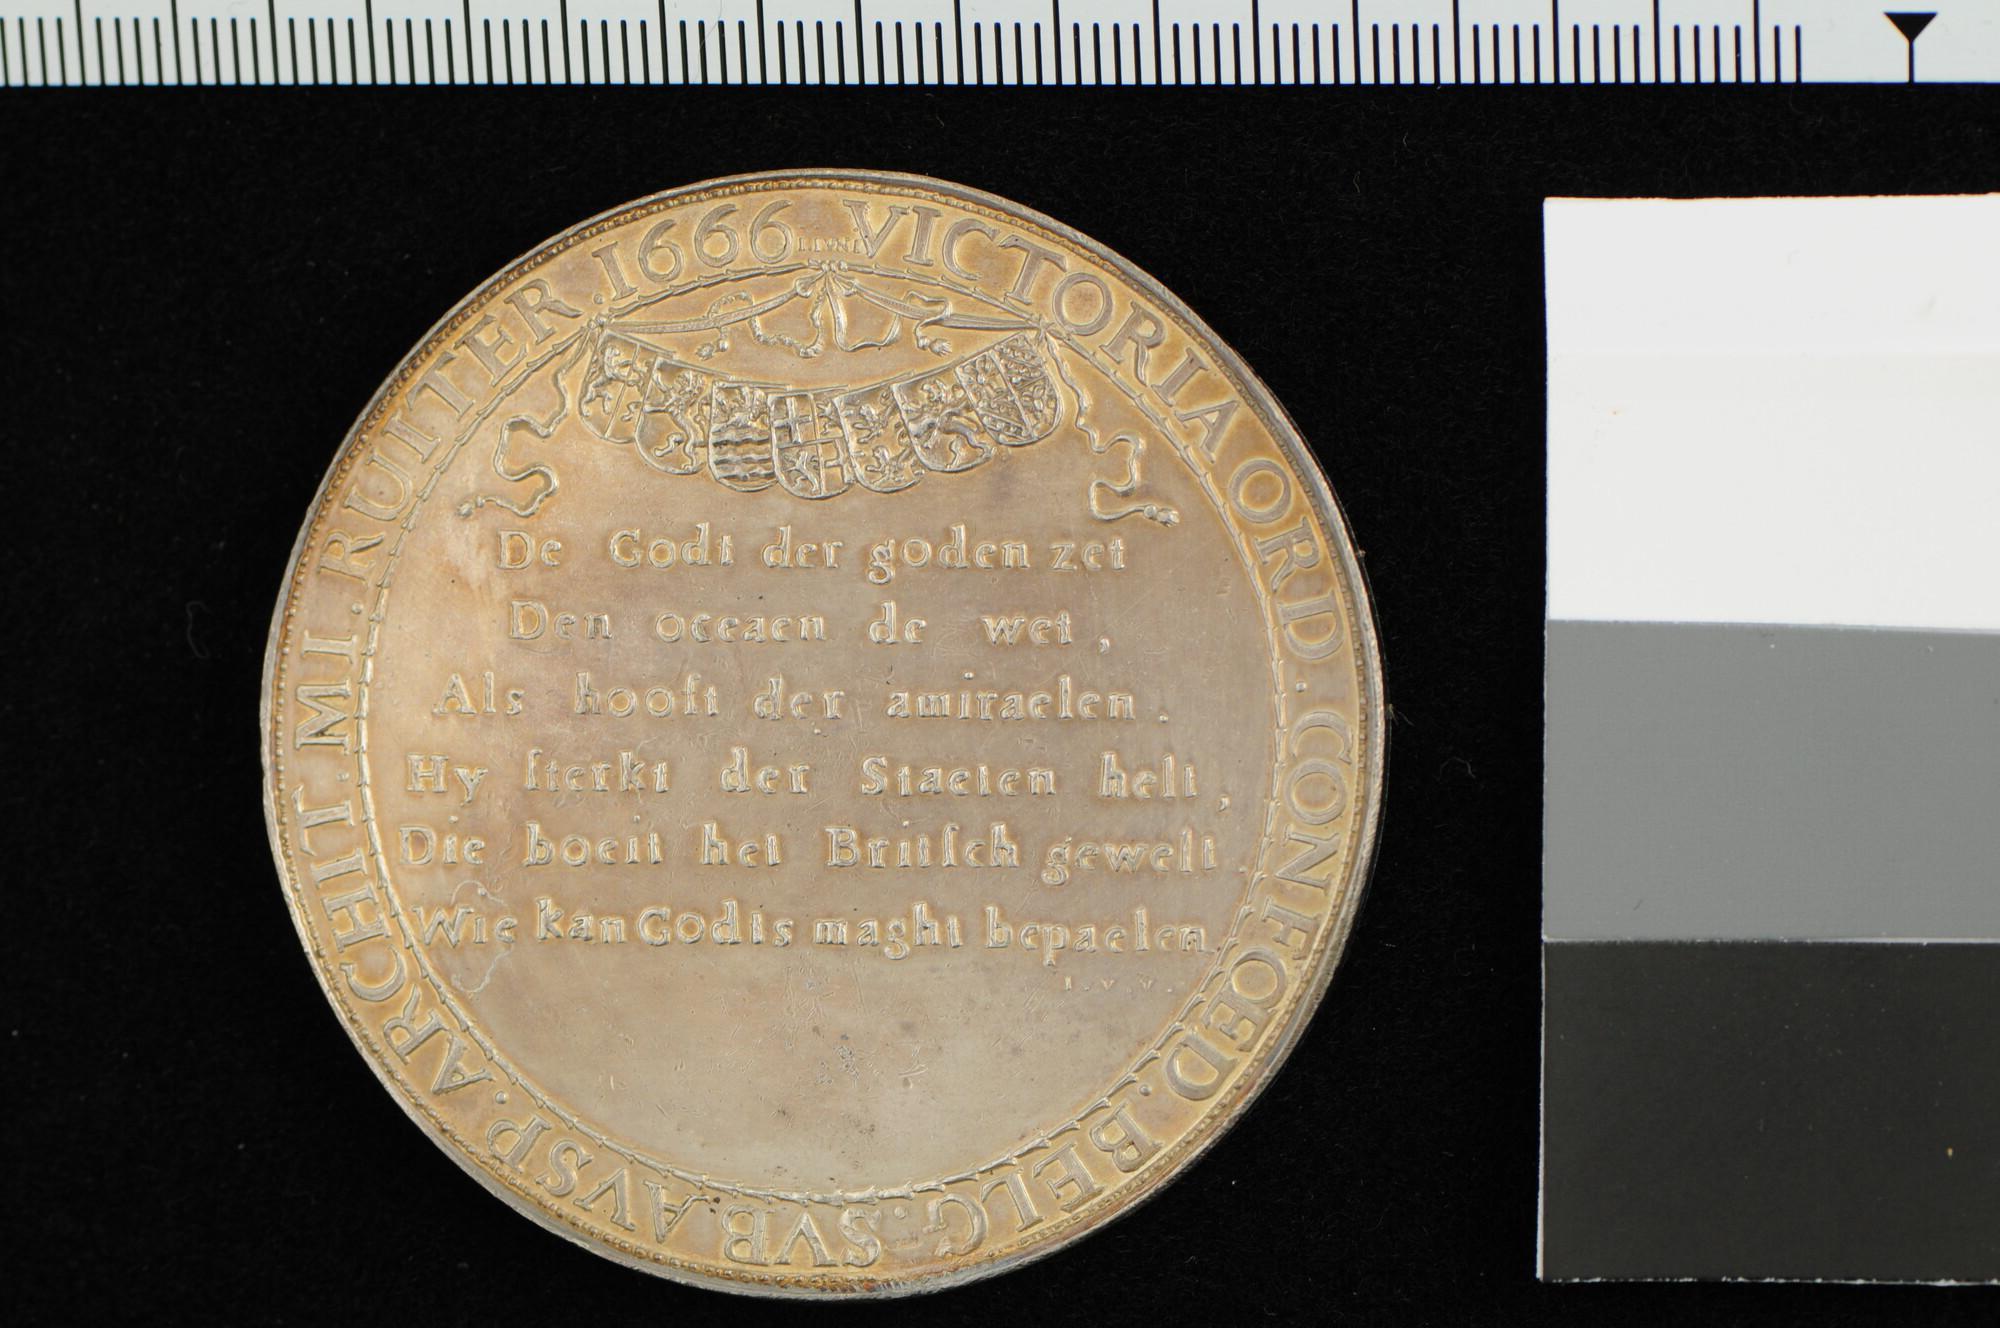 VICTORIA ORD. CONFOED. BELG. SVB AVSP. ARCHIT. MI. RUITER. 1666
De Godt der goden zet
Den oceaen de wet,
Als hooft der amiraelen.
Hy ſterkt der Staeten helt,
Die boeit het Britſch gewelt.
Wie kan Godts maght bepaelen.
I. V. V.